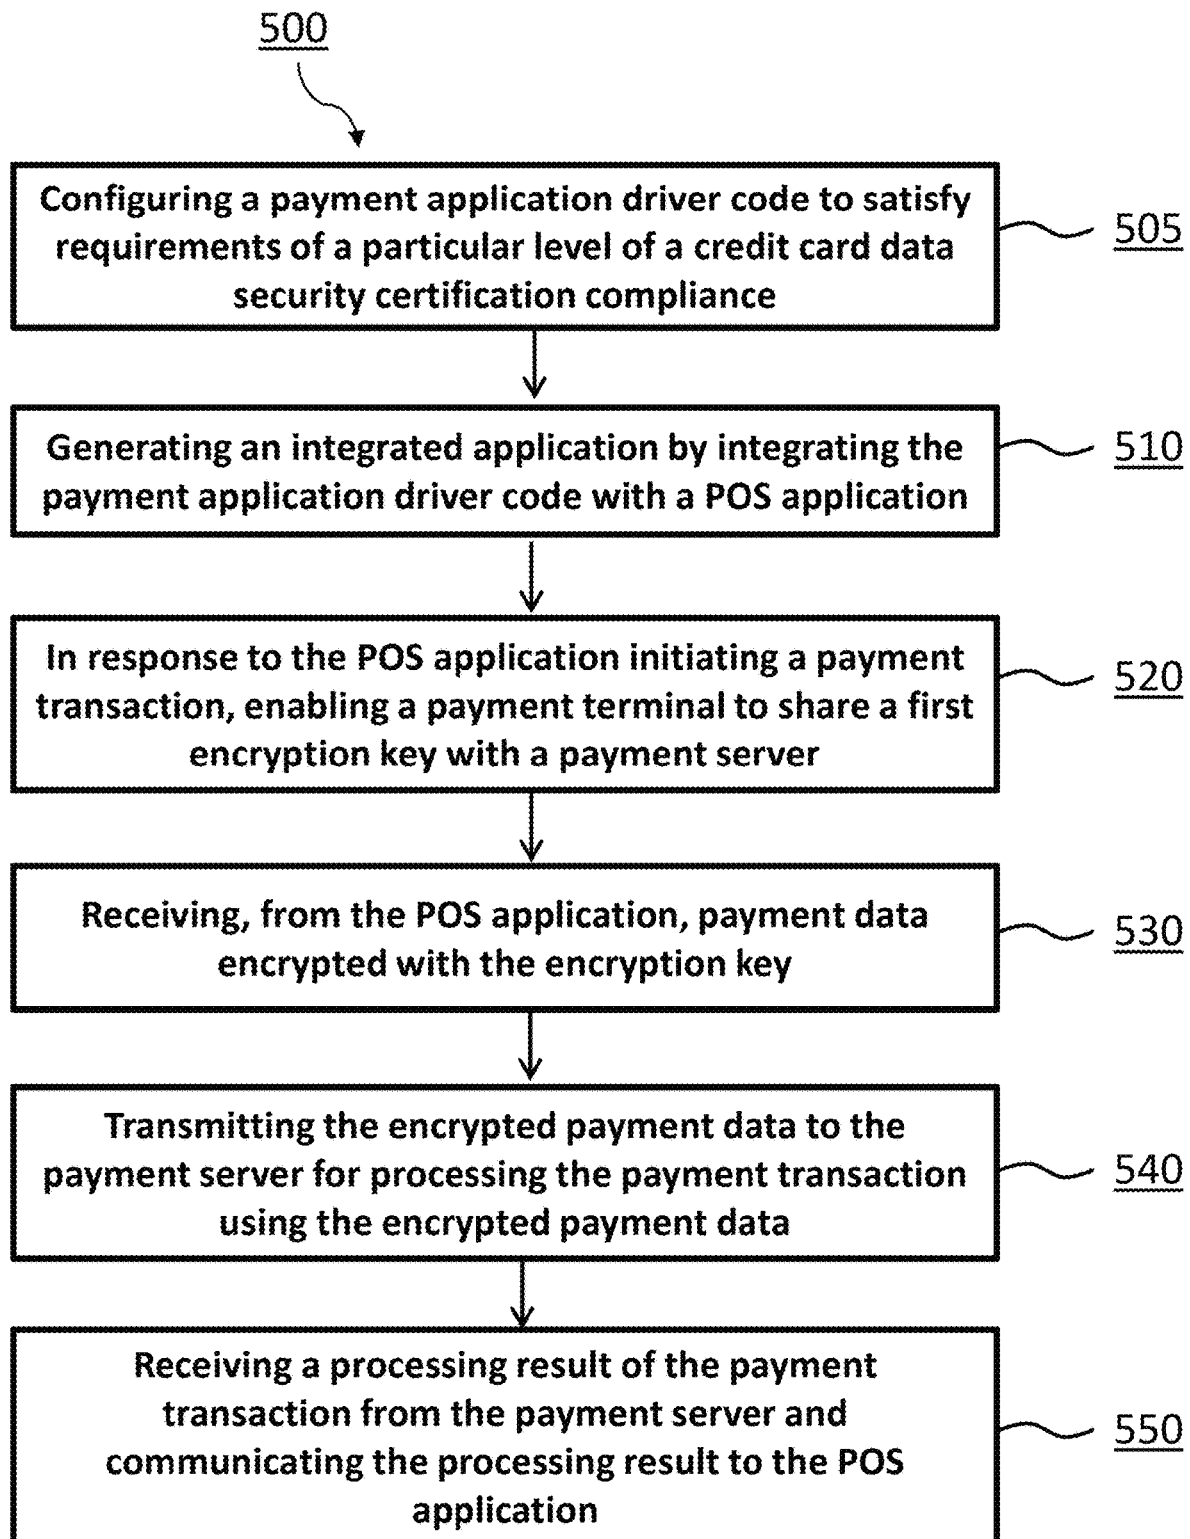 500
Configuring a payment application driver code to satisfy
requirements of a particular level of a credit card data
security certification compliance
505
Generating an integrated application by integrating the
payment application driver code with a POS application
510
In response to the POS application initiating a payment
transaction, enabling a payment terminal to share a first
encryption key with a payment server
520
Receiving, from the POS application, payment data
encrypted with the encryption key
530
Transmitting the encrypted payment data to the
payment server for processing the payment transaction
using the encrypted payment data
540
Receiving a processing result of the payment
transaction from the payment server and
communicating the processing result to the POS
application
550